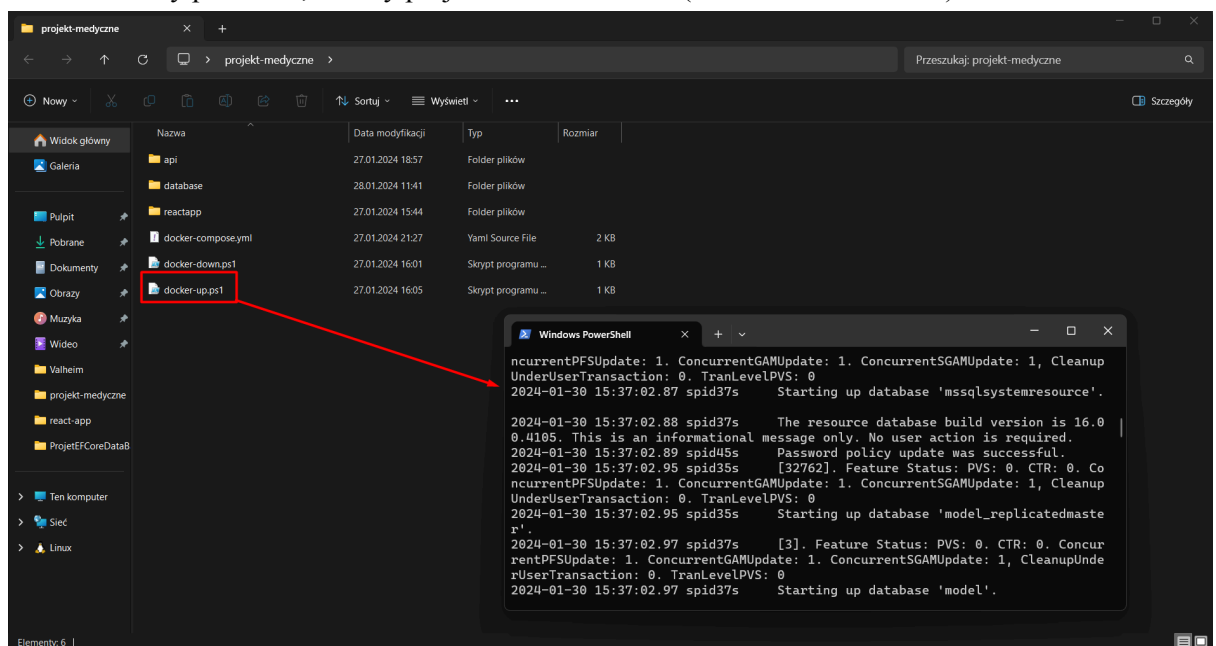 projekt-medyczne
projekt-medyczne
Przeszukaj: projekt-medyczne
Nowy
Sortuj
Wyświetl
Szczegóły
Widok główny
Galeria
Pulpit
Pobrane
Dokumenty
Obrazy
Muzyka
Wideo
Valheim
projekt-medyczne
react-app
ProjetEFCoreDataB
Ten komputer
Sieć
Linux
Nazwa Data modyfikacji Typ Rozmiar
api 27.01.2024 18:57 Folder plików
database 28.01.2024 11:41 Folder plików
reactapp 27.01.2024 15:44 Folder plików
docker-compose.yml 27.01.2024 21:27 Yaml Source File 2 KB
docker-down.ps1 27.01.2024 16:01 Skrypt programu ... 1 KB
docker-up.ps1 27.01.2024 16:05 Skrypt programu ... 1 KB
Windows PowerShell
ncurrentPFSUpdate: 1. ConcurrentGAMUpdate: 1. ConcurrentSGAMUpdate: 1, Cleanup
UnderUserTransaction: 0. TranLevelPVS: 0
2024-01-30 15:37:02.87 spid37s Starting up database 'mssqlsystemresource'.
2024-01-30 15:37:02.88 spid37s The resource database build version is 16.0
0.4105. This is an informational message only. No user action is required.
2024-01-30 15:37:02.89 spid45s Password policy update was successful.
2024-01-30 15:37:02.95 spid35s [32762]. Feature Status: PVS: 0. CTR: 0. Co
ncurrentPFSUpdate: 1. ConcurrentGAMUpdate: 1. ConcurrentSGAMUpdate: 1, Cleanup
UnderUserTransaction: 0. TranLevelPVS: 0
2024-01-30 15:37:02.95 spid35s Starting up database 'model_replicatedmaste
r'.
2024-01-30 15:37:02.97 spid37s [3]. Feature Status: PVS: 0. CTR: 0. Concur
rentPFSUpdate: 1. ConcurrentGAMUpdate: 1. ConcurrentSGAMUpdate: 1, CleanupUnde
rUserTransaction: 0. TranLevelPVS: 0
2024-01-30 15:37:02.97 spid37s Starting up database 'model'.
Elementy: 6